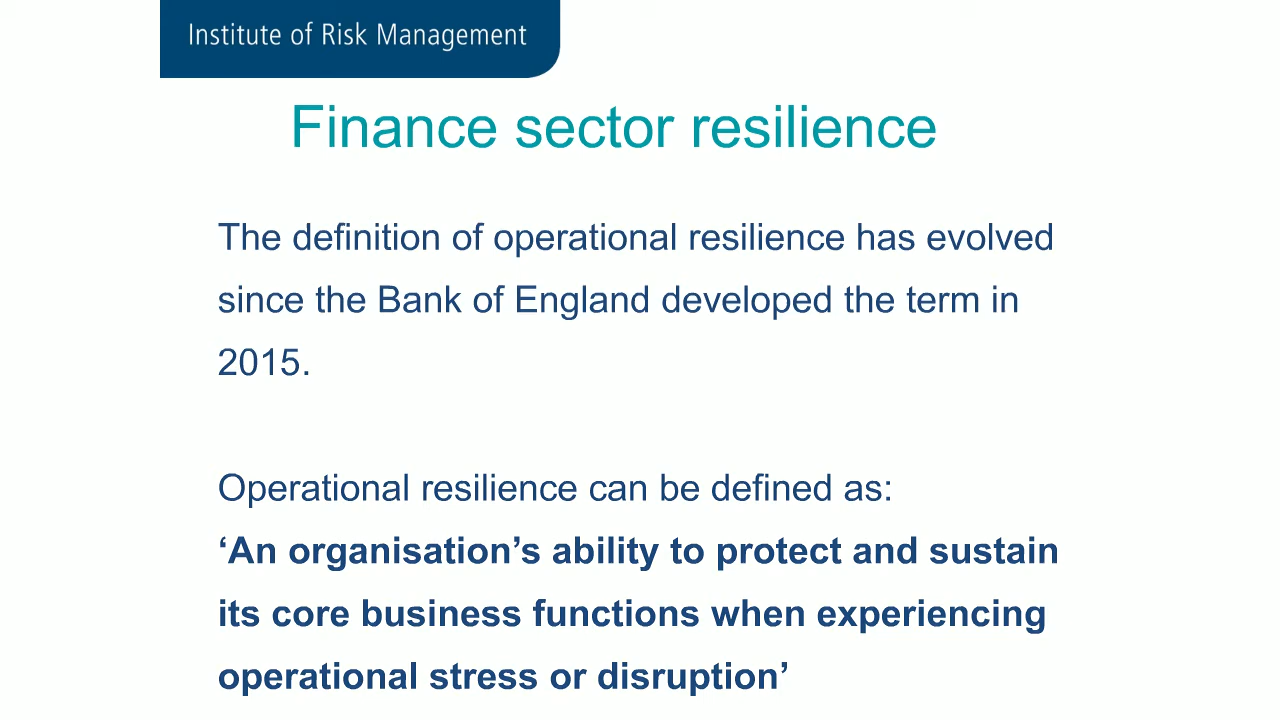 Institute of Risk Management
Finance sector resilience
The definition of operational resilience has evolved
since the Bank of England developed the term in
2015.
Operational resilience can be defined as:
‘An organisation’s ability to protect and sustain
its core business functions when experiencing
operational stress or disruption’